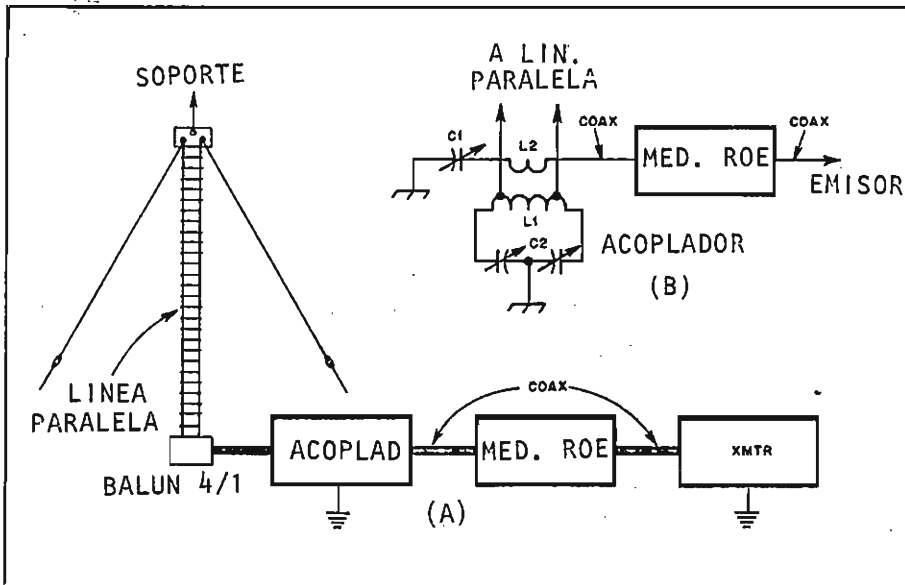 SOPORTE
A LIN.
PARALELA
C1
L2
COAX
MED. ROE
COAX
EMISOR
L1
C2
ACOPLADOR
(B)
LINEA
PARALELA
BALUN 4/1
ACOPLAD
COAX
MED. ROE
XMTR
(A)